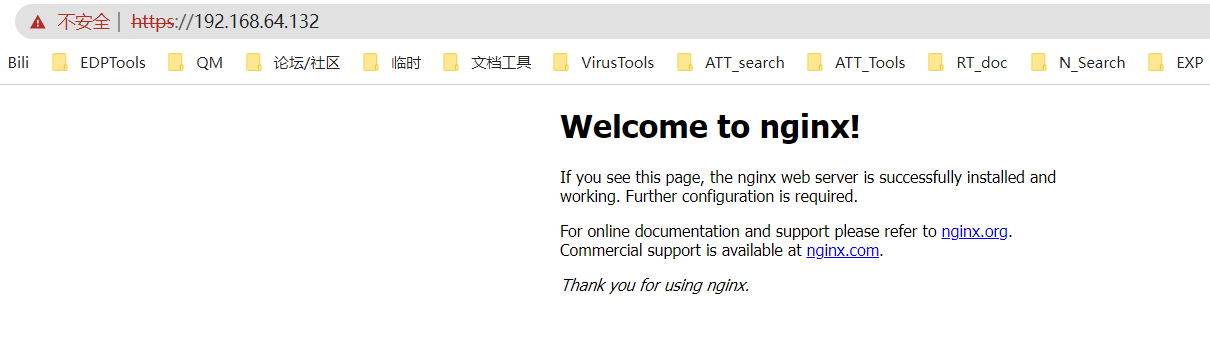 不安全 | https://192.168.64.132
Bili EDPTools QM 论坛/社区 临时 文档工具 VirusTools ATT_search ATT_Tools RT_doc N_Search EXP
Welcome to nginx!
If you see this page, the nginx web server is successfully installed and
working. Further configuration is required.
For online documentation and support please refer to nginx.org.
Commercial support is available at nginx.com.
Thank you for using nginx.